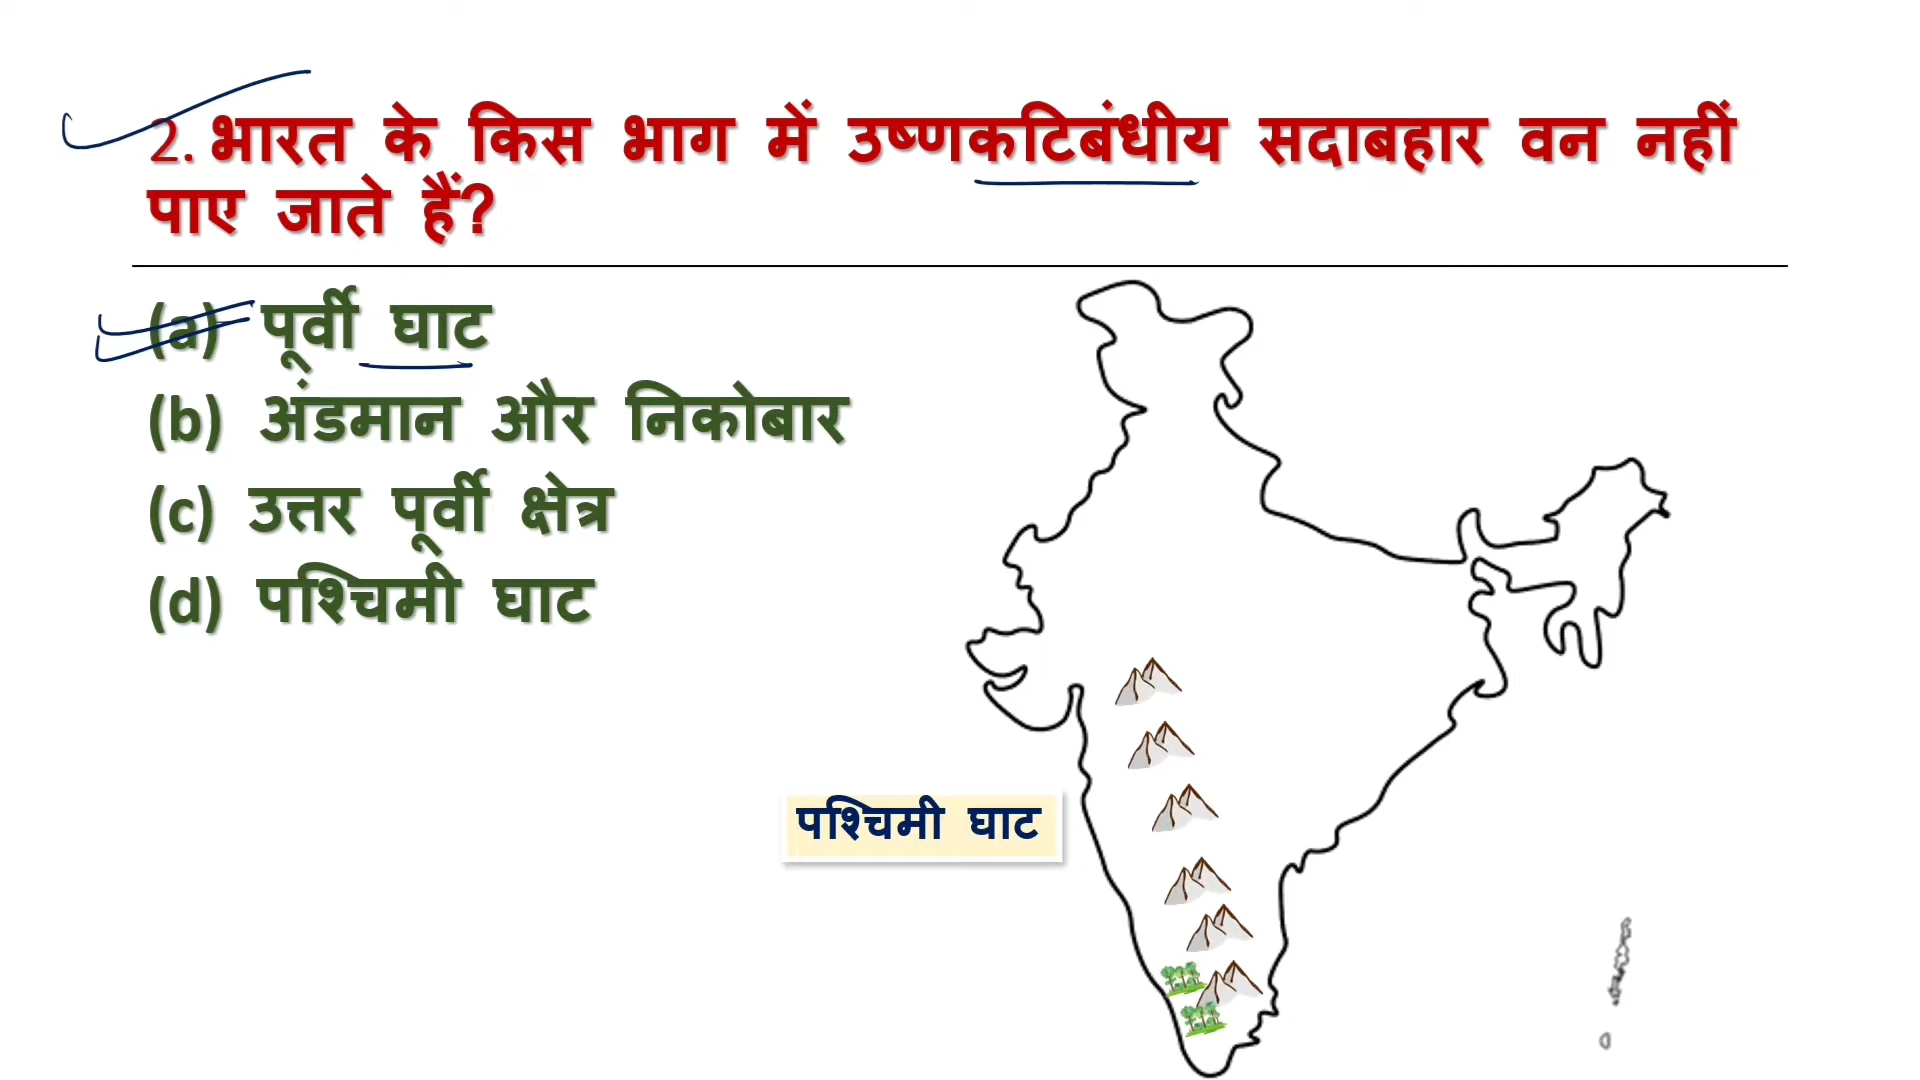 2. भारत के किस भाग में उष्णकटिबंधीय सदाबहार वन नहीं
पाए जाते हैं?
(a) पूर्वी घाट
(b) अंडमान और निकोबार
(c) उत्तर पूर्वी क्षेत्र
(d) पश्चिमी घाट
पश्चिमी घाट